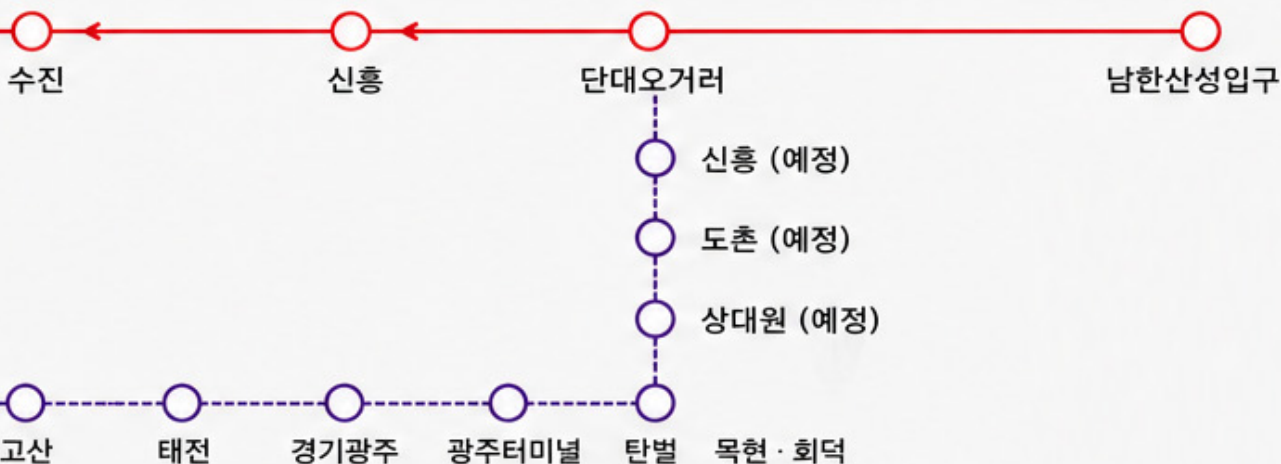 수진 신흥 단대오거러 남한산성입구
신흥 (예정)
도촌 (예정)
상대원 (예정)
고산 태전 경기광주 광주터미널 탄벌 목현 · 회덕